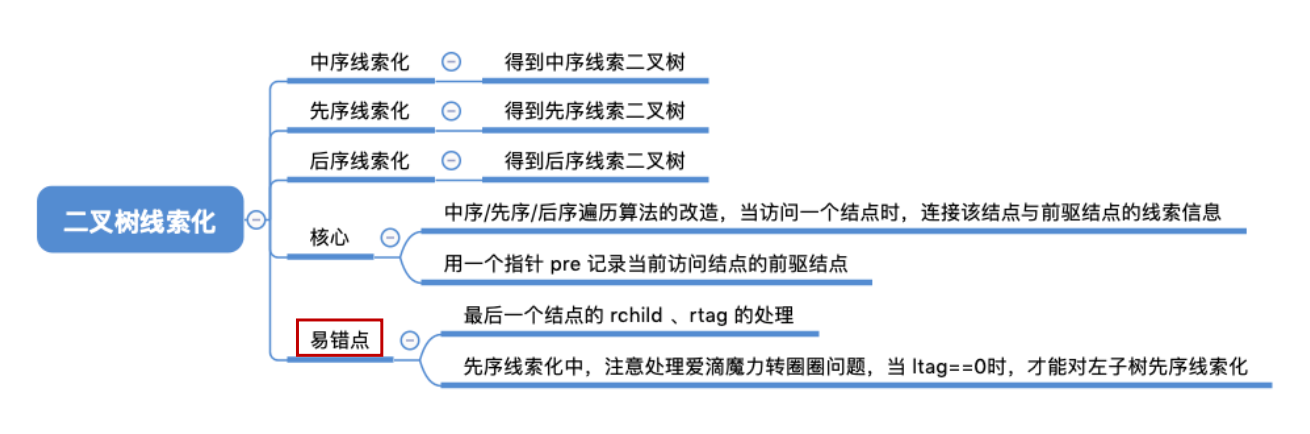 二叉树线索化
中序线索化
得到中序线索二叉树
先序线索化
得到先序线索二叉树
后序线索化
得到后序线索二叉树
核心
中序/先序/后序遍历算法的改造，当访问一个结点时，连接该结点与前驱结点的线索信息
用一个指针 pre 记录当前访问结点的前驱结点
易错点
最后一个结点的 rchild 、rtag 的处理
先序线索化中，注意处理爱滴魔力转圈圈问题，当 ltag==0时，才能对左子树先序线索化